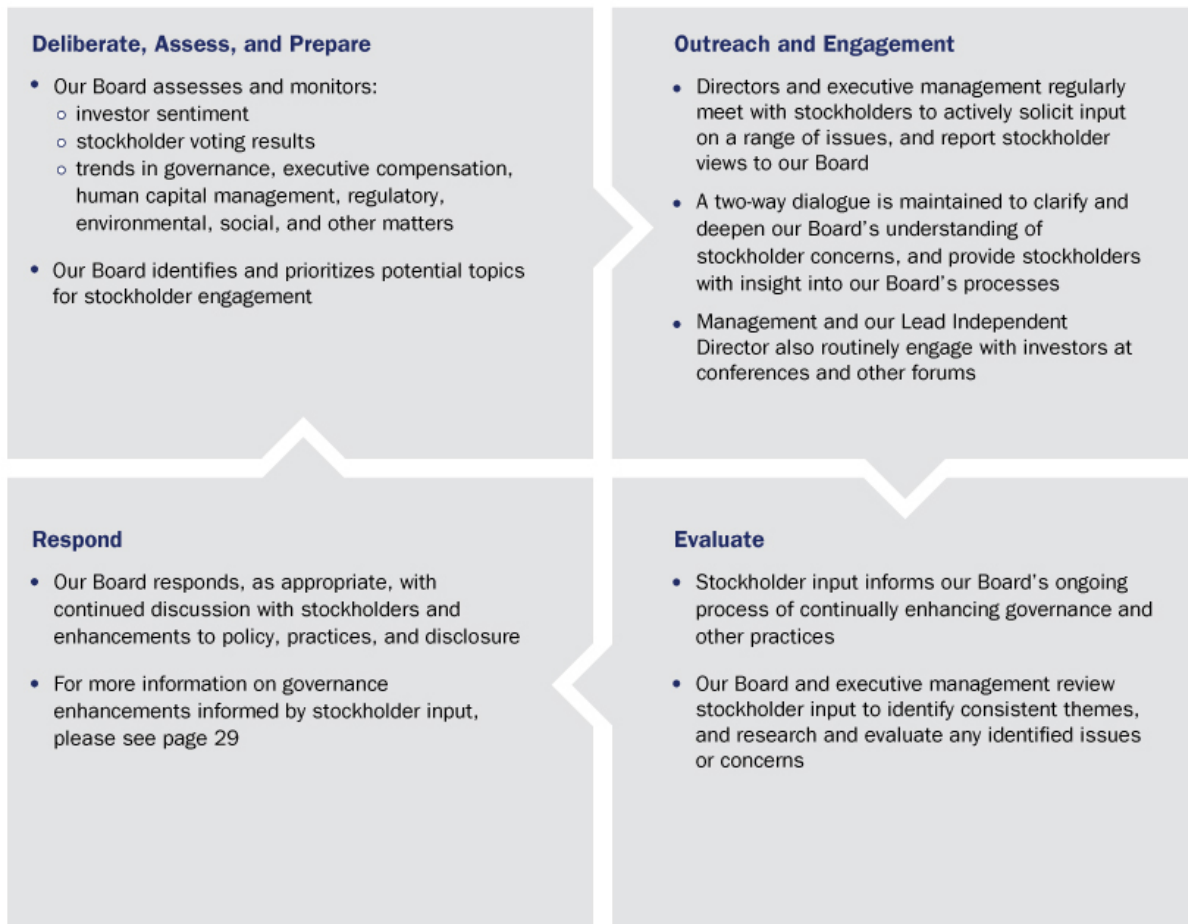 Deliberate, Assess, and Prepare
• Our Board assesses and monitors:
○ investor sentiment
○ stockholder voting results
○ trends in governance, executive compensation,
human capital management, regulatory,
environmental, social, and other matters
• Our Board identifies and prioritizes potential topics
for stockholder engagement
Outreach and Engagement
• Directors and executive management regularly
meet with stockholders to actively solicit input
on a range of issues, and report stockholder
views to our Board
• A two-way dialogue is maintained to clarify and
deepen our Board's understanding of
stockholder concerns, and provide stockholders
with insight into our Board's processes
• Management and our Lead Independent
Director also routinely engage with investors at
conferences and other forums
Respond
• Our Board responds, as appropriate, with
continued discussion with stockholders and
enhancements to policy, practices, and disclosure
• For more information on governance
enhancements informed by stockholder input,
please see page 29
Evaluate
• Stockholder input informs our Board's ongoing
process of continually enhancing governance and
other practices
• Our Board and executive management review
stockholder input to identify consistent themes,
and research and evaluate any identified issues
or concerns